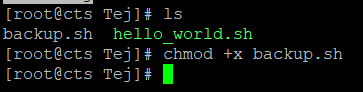 [root@cts Tej]# ls
backup.sh  hello_world.sh
[root@cts Tej]# chmod +x backup.sh
[root@cts Tej]#